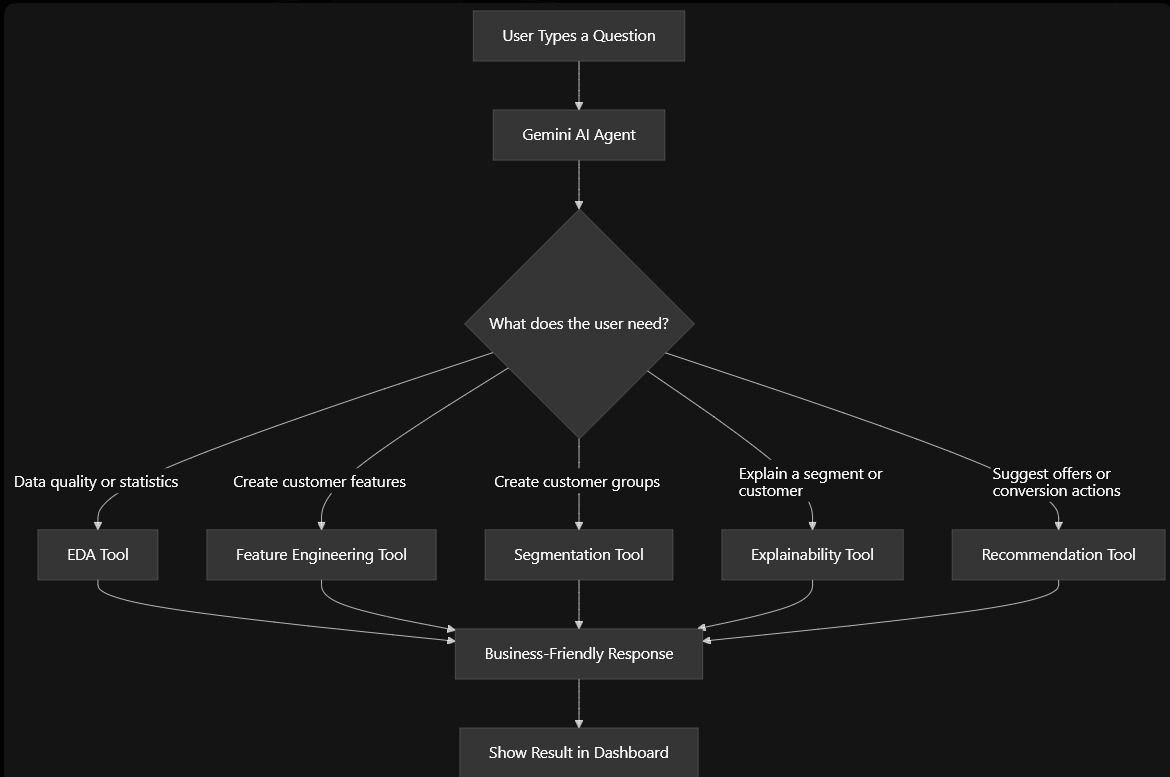 User Types a Question
Gemini AI Agent
What does the user need?
Data quality or statistics
Create customer features
Create customer groups
Explain a segment or
customer
Suggest offers or
conversion actions
EDA Tool
Feature Engineering Tool
Segmentation Tool
Explainability Tool
Recommendation Tool
Business-Friendly Response
Show Result in Dashboard